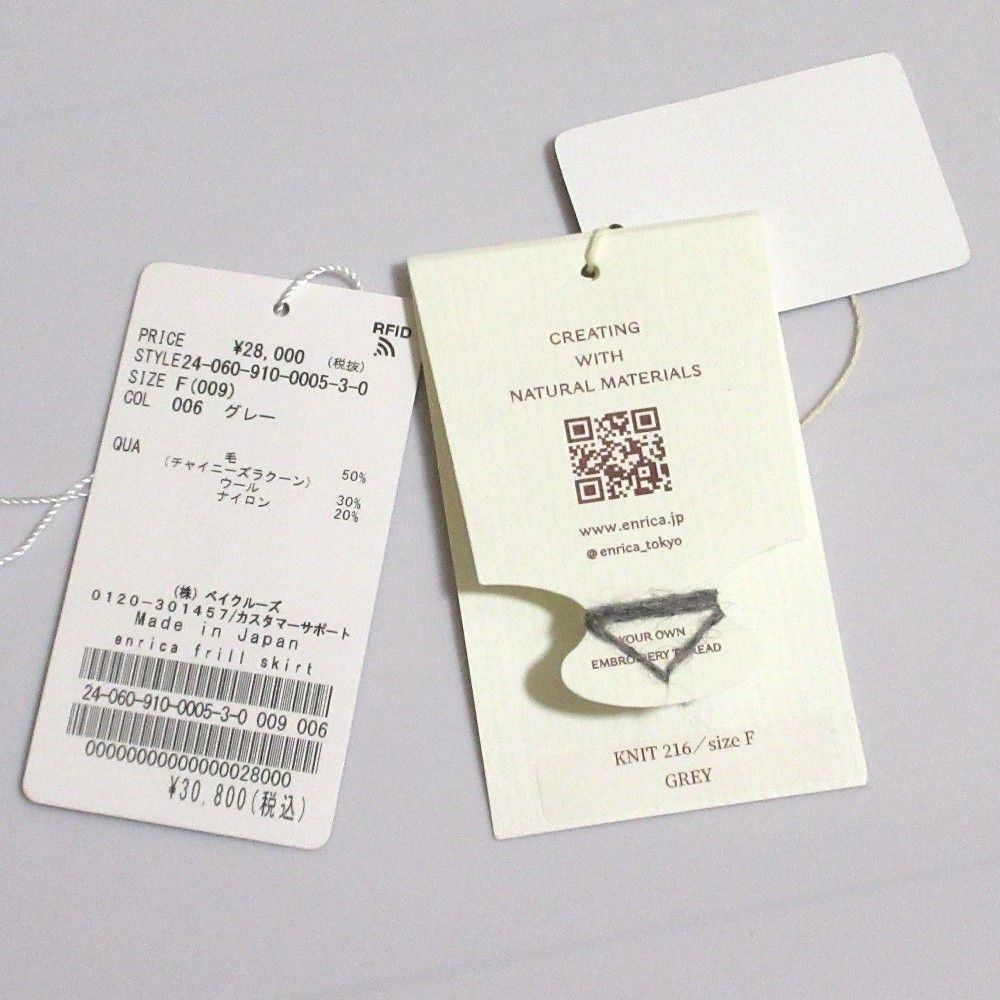 PRICE ¥28,000 (税抜)
RFID
STYLE24-060-910-0005-3-0
SIZE F(009)
COL 006 グレー
QUA 毛
(チャイニーズラクーン) 50%
ウール 30%
ナイロン 20%
(株) ベイクルーズ
0120-301457/カスタマーサポート
Made in Japan
enrica frill skirt
24-060-910-0005-3-0 009 006
00000000000000028000
¥30,800(税込)
CREATING
WITH
NATURAL MATERIALS
www.enrica.jp
@enrica_tokyo
YOUR OWN
EMBROIDERY THREAD
KNIT 216/size F
GREY